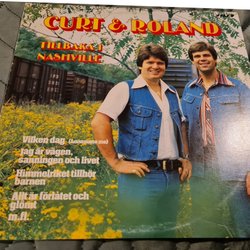 CURT & ROLAND
TILLBAKA I
NASHVILLE
Vilken dag
Jag är vägen,
sanningen och livet
Himmelriket tillhör
barnen
Allt är förlåtet och
glömt
m.fl.